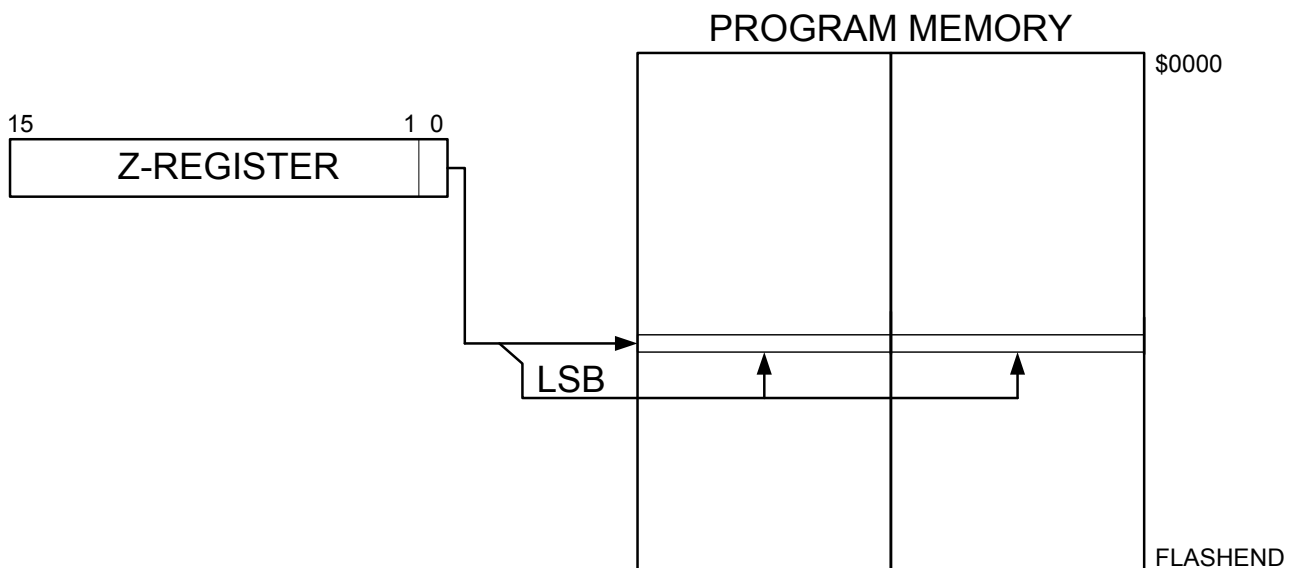 PROGRAM MEMORY
$0000
15 1 0
Z-REGISTER
LSB
FLASHEND